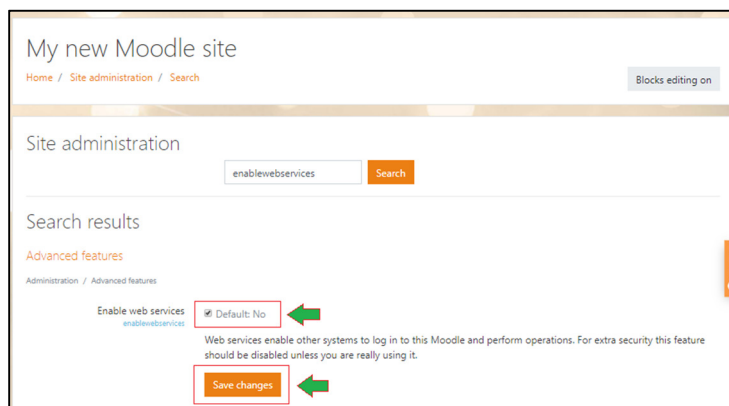 My new Moodle site
Home / Site administration / Search
Blocks editing on
Site administration
enablewebservices
Search
Search results
Advanced features
Administration / Advanced features
Enable web services
Default: No
enablewebservices
Web services enable other systems to log in to this Moodle and perform operations. For extra security this feature
should be disabled unless you are really using it.
Save changes